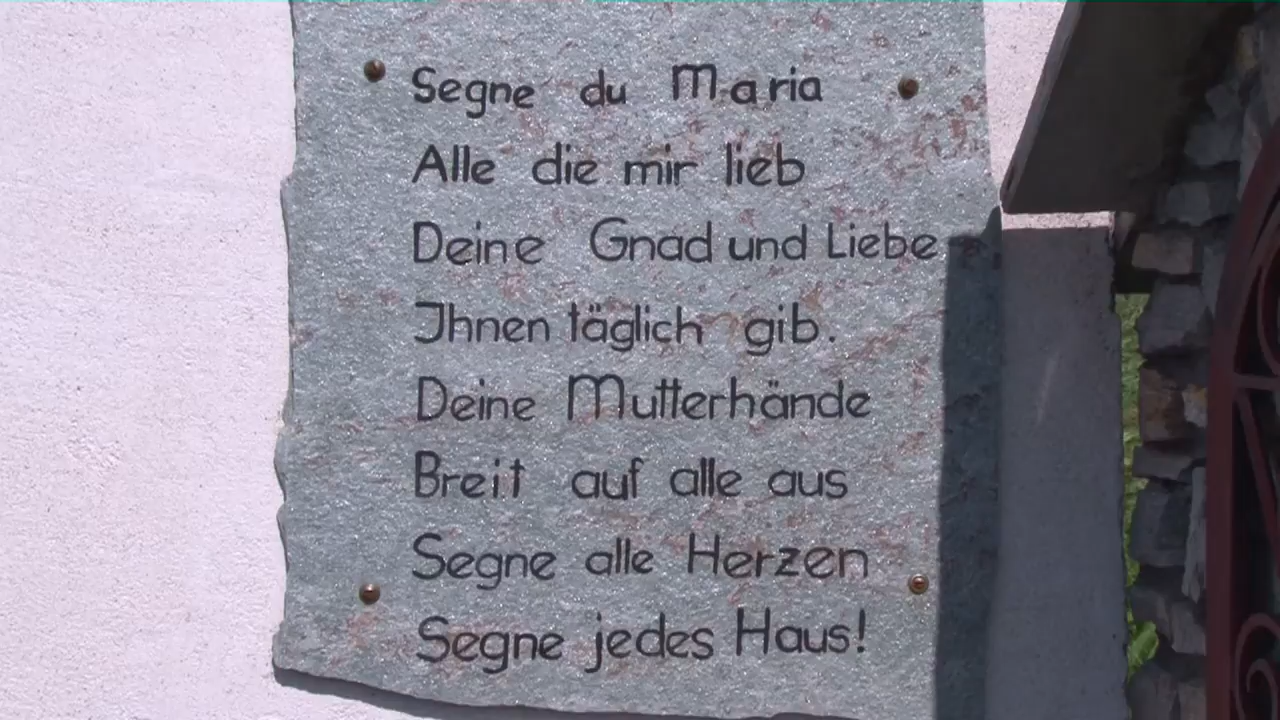 Segne du Maria
Alle die mir lieb
Deine Gnad und Liebe
Ihnen täglich gib.
Deine Mutterhände
Breit auf alle aus
Segne alle Herzen
Segne jedes Haus!